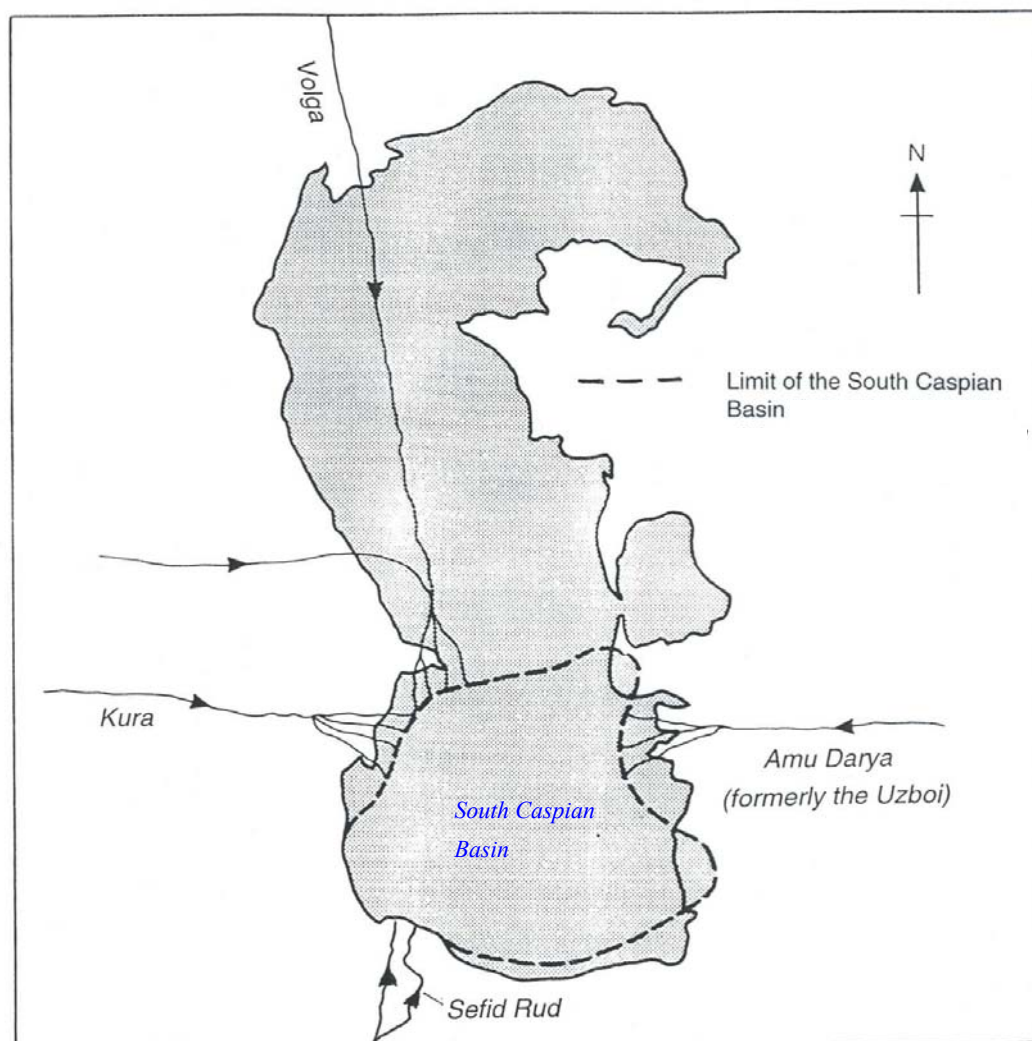 Volga
N
Limit of the South Caspian
Basin
Kura
Amu Darya
(formerly the Uzboi)
South Caspian
Basin
Sefid Rud